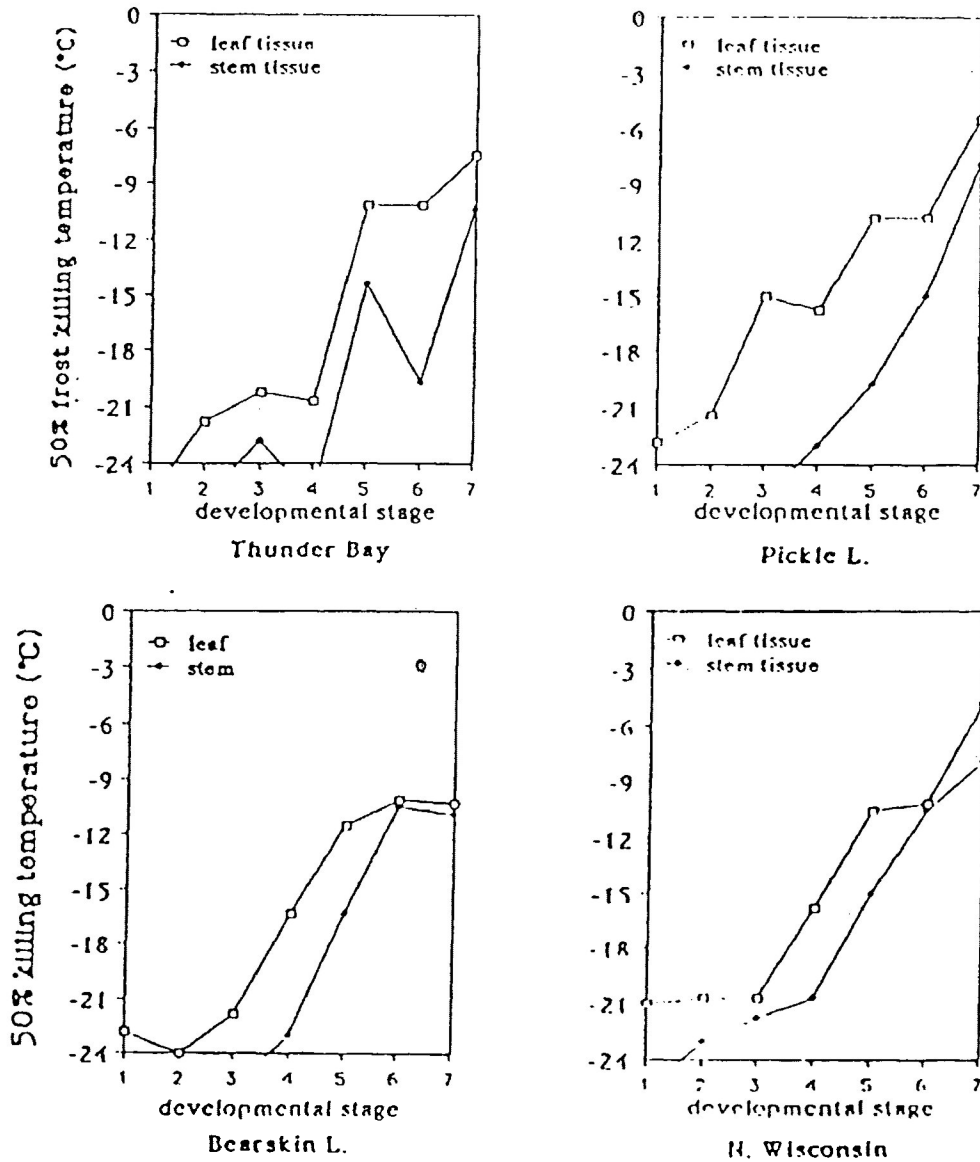 50% frost killing temperature (°C)
0
-3
-6
-9
-12
-15
-18
-21
-24
leaf tissue
stem tissue
1 2 3 4 5 6 7
developmental stage
Thunder Bay
0
-3
-6
-9
12
-15
-18
-21
-24
leaf tissue
stem tissue
1 2 3 4 5 6 7
developmental stage
Pickle L.
50% killing temperature (°C)
0
-3
-6
-9
-12
-15
-18
-21
-24
leaf
stem
1 2 3 4 5 6 7
developmental stage
Bearskin L.
0
-3
-6
-9
-12
-15
-18
-21
-24
leaf tissue
stem tissue
1 2 3 4 5 6 7
developmental stage
N. Wisconsin